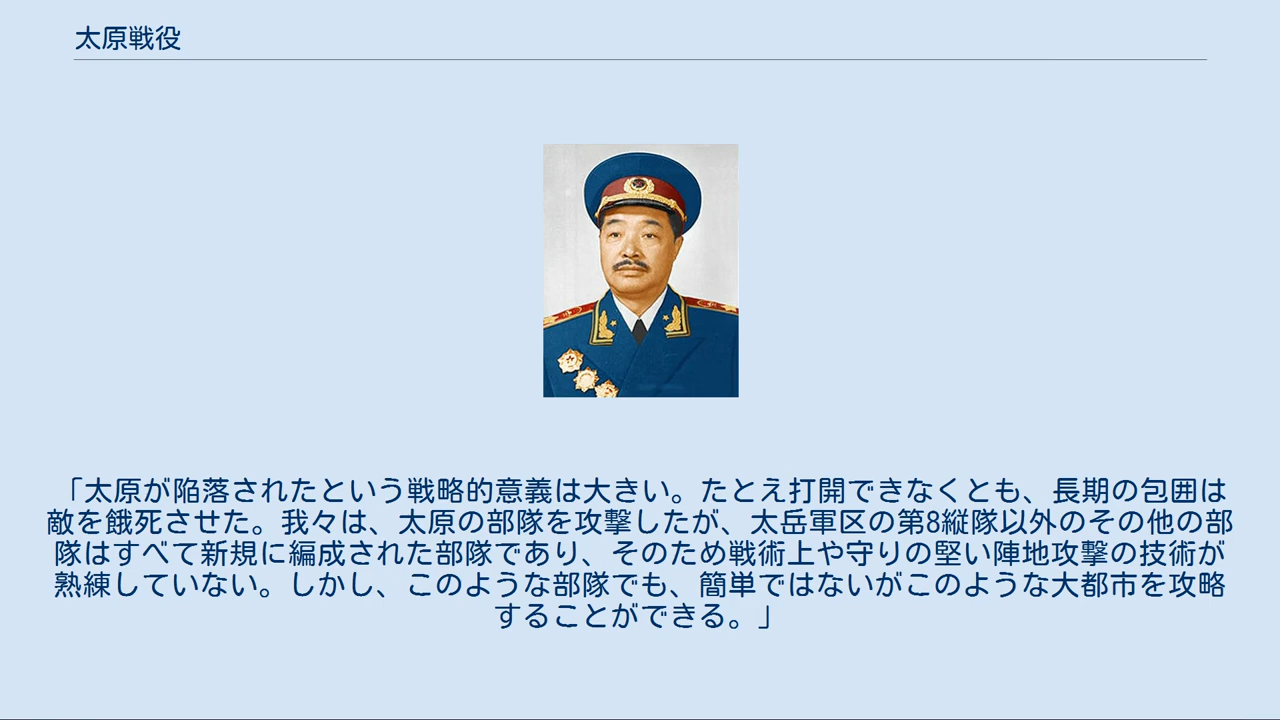 太原戦役
「太原が陥落されたという戦略的意義は大きい。たとえ打開できなくとも、長期の包囲は
敵を餓死させた。我々は、太原の部隊を攻撃したが、太岳軍区の第8縦隊以外のその他の部
隊はすべて新規に編成された部隊であり、そのため戦術上や守りの堅い陣地攻撃の技術が
熟練していない。しかし、このような部隊でも、簡単ではないがこのような大都市を攻略
することができる。」